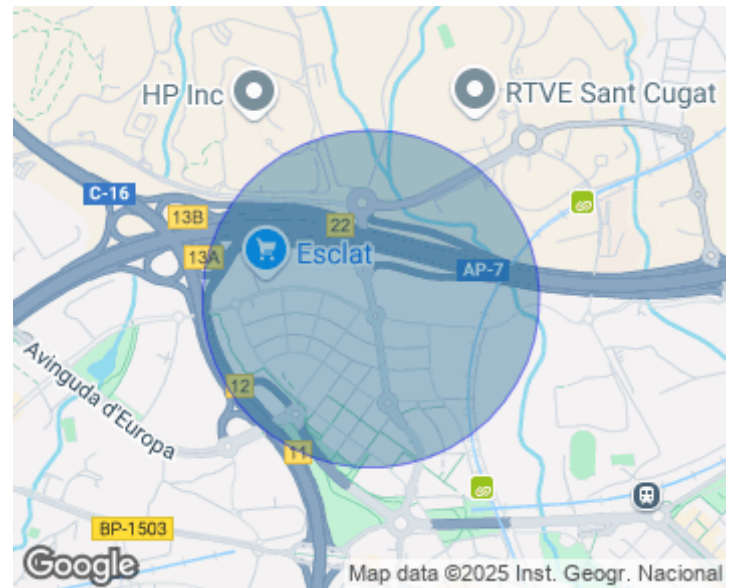 HP Inc
RTVE Sant Cugat
C-16
13B
22
13A
Esclat
AP-7
Avinguda d'Europa
12
11
BP-1503
Google
Map data ©2025 Inst. Geogr. Nacional